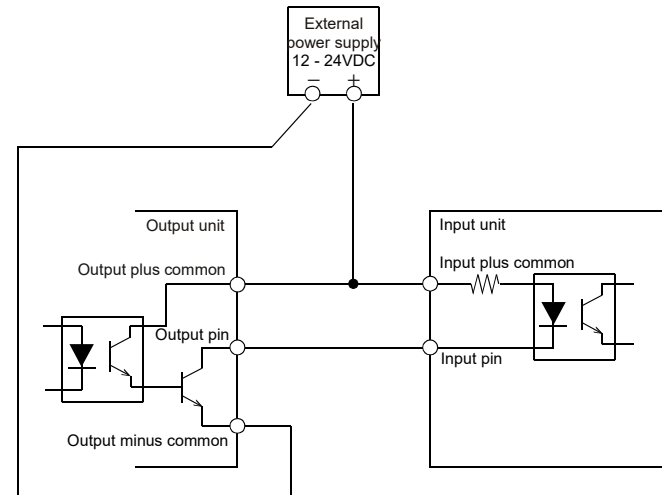 External
power supply
12 - 24VDC
− +
Output unit
Input unit
Output plus common
Input plus common
Output pin
Input pin
Output minus common